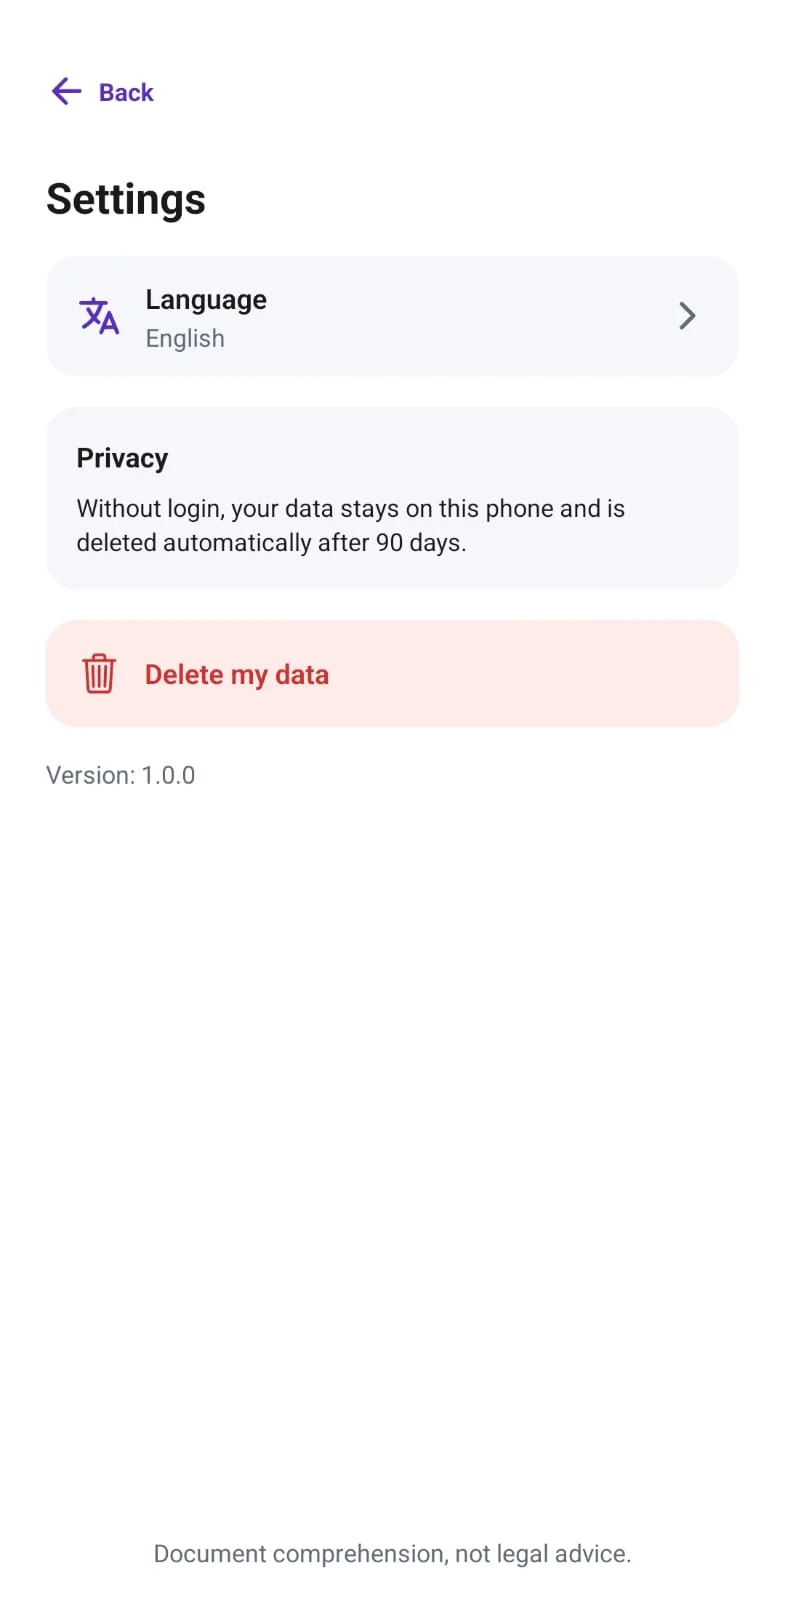 Back
Settings
Language
English
Privacy
Without login, your data stays on this phone and is
deleted automatically after 90 days.
Delete my data
Version: 1.0.0
Document comprehension, not legal advice.